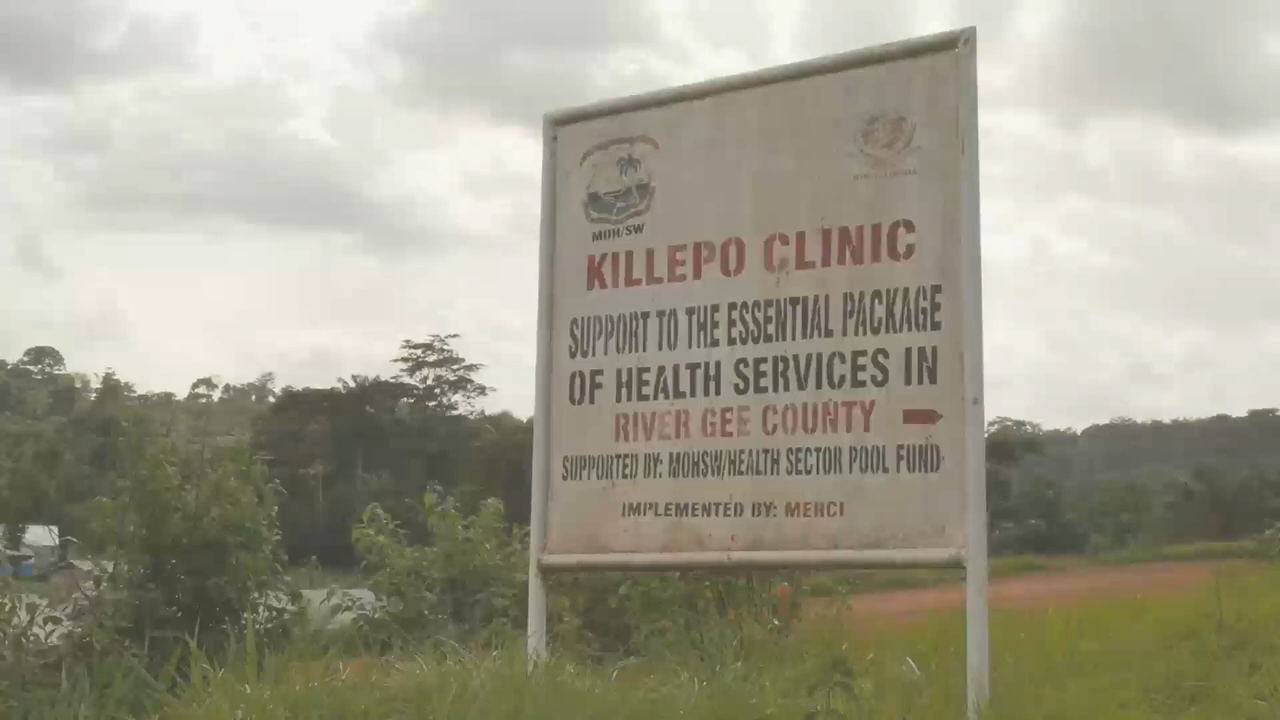 MOH/SW
KILLEPO CLINIC
SUPPORT TO THE ESSENTIAL PACKAGE
OF HEALTH SERVICES IN
RIVER GEE COUNTY
SUPPORTED BY: MOHSW/HEALTH SECTOR POOL FUND
IMPLEMENTED BY: MERCI